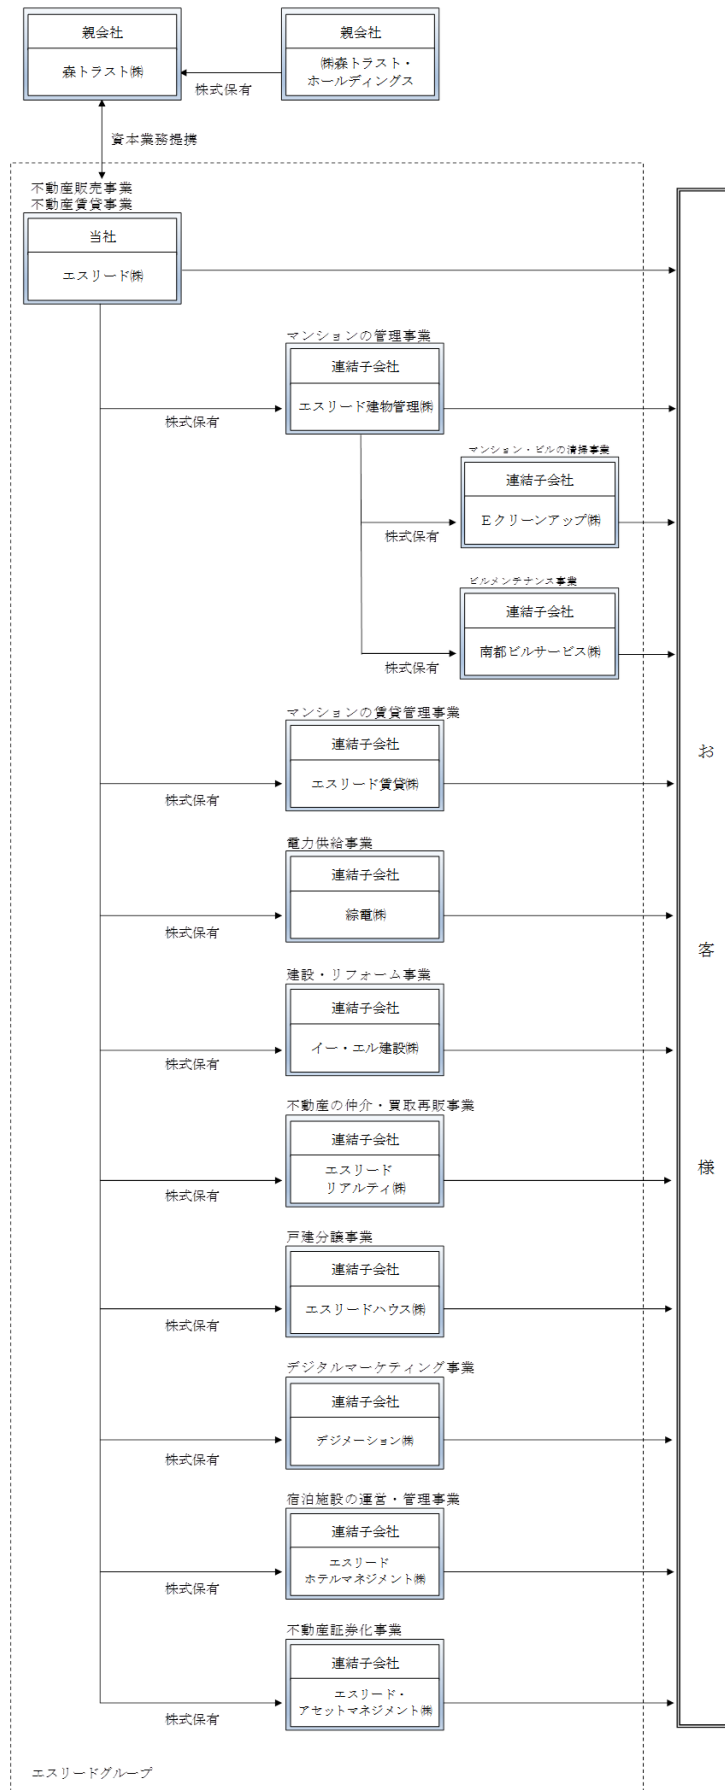 親会社
森トラスト㈱
親会社
㈱森トラスト・
ホールディングス
株式保有
資本業務提携
不動産販売事業
不動産賃貸事業
当社
エスリード㈱
マンションの管理事業
連結子会社
エスリード建物管理㈱
株式保有
マンション・ビルの清掃事業
連結子会社
Ｅクリーンアップ㈱
株式保有
ビルメンテナンス事業
連結子会社
南都ビルサービス㈱
株式保有
マンションの賃貸管理事業
連結子会社
エスリード賃貸㈱
株式保有
電力供給事業
連結子会社
綜電㈱
株式保有
建設・リフォーム事業
連結子会社
イー・エル建設㈱
株式保有
不動産の仲介・買取再販事業
連結子会社
エスリード
リアルティ㈱
株式保有
戸建分譲事業
連結子会社
エスリードハウス㈱
株式保有
デジタルマーケティング事業
連結子会社
デジメーション㈱
株式保有
宿泊施設の運営・管理事業
連結子会社
エスリード
ホテルマネジメント㈱
株式保有
不動産証券化事業
連結子会社
エスリード・
アセットマネジメント㈱
株式保有
エスリードグループ
お
客
様